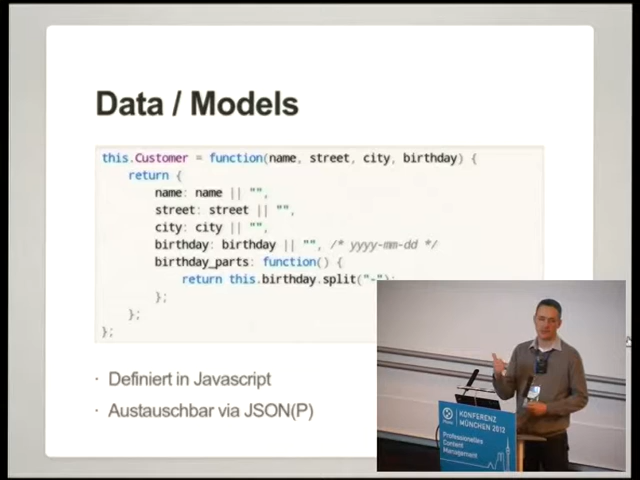 Data / Models
this.Customer = function(name, street, city, birthday) {
return {
name: name || "",
street: street || "",
city: city || "",
birthday: birthday || "", /* yyyy-mm-dd */
birthday_parts: function() {
return this.birthday.split("-");
};
};
};
· Definiert in Javascript
· Austauschbar via JSON(P)
KONFERENZ
MÜNCHEN 2012
Professionelles
Content
Management